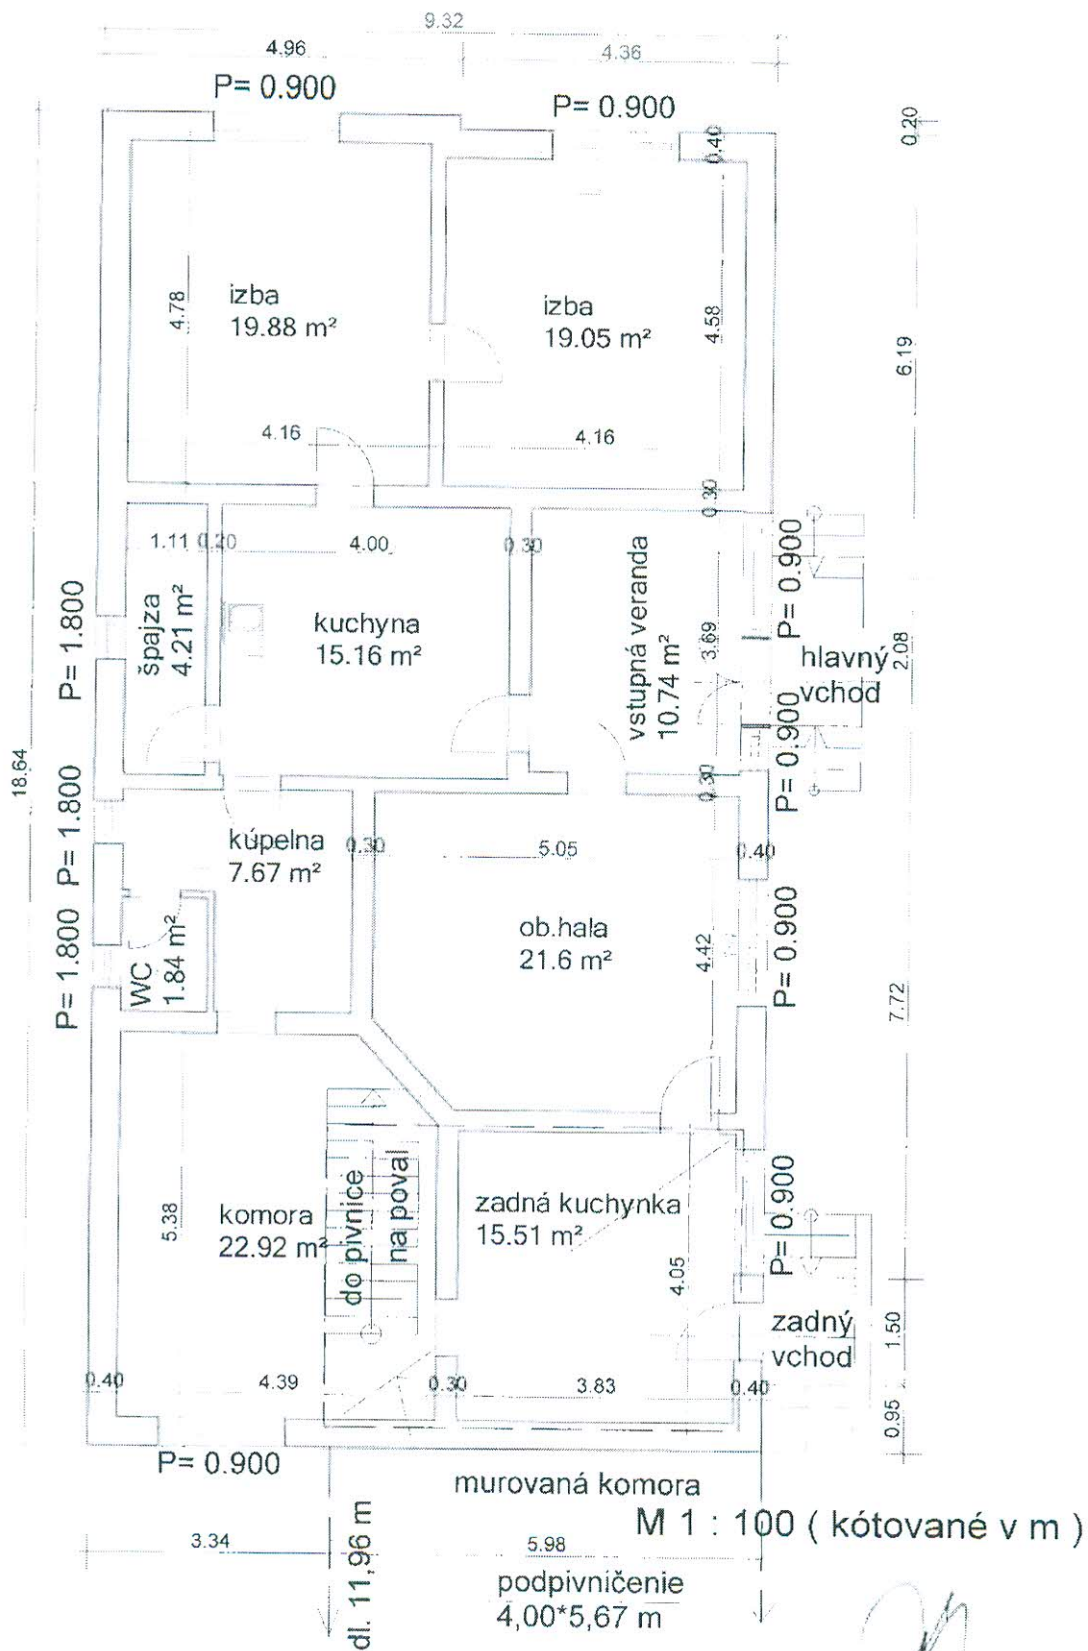 9.32
4.96
4.36
P= 0.900
P= 0.900
0.20
0.40
izba
19.88 m²
4.78
izba
19.05 m²
4.58
6.19
4.16
4.16
0.30
1.11
0.20
4.00
0.30
P= 1.800
špajza
4.21 m²
kuchyna
15.16 m²
vstupná veranda
10.74 m²
3.69
P= 0.900
hlavný
vchod
2.08
P= 0.900
18.64
P= 1.800
0.30
kúpelna
7.67 m²
0.30
5.05
0.40
P= 1.800
WC
1.84 m²
ob.hala
21.6 m²
4.42
P= 0.900
7.72
5.38
komora
22.92 m²
do pivnice
na poval
zadná kuchynka
15.51 m²
4.05
P= 0.900
zadný
vchod
1.50
0.40
4.39
0.30
3.83
0.40
0.95
P= 0.900
murovaná komora
M 1 : 100 ( kótované v m )
3.34
dl. 11,96 m
5.98
podpivničenie
4,00*5,67 m